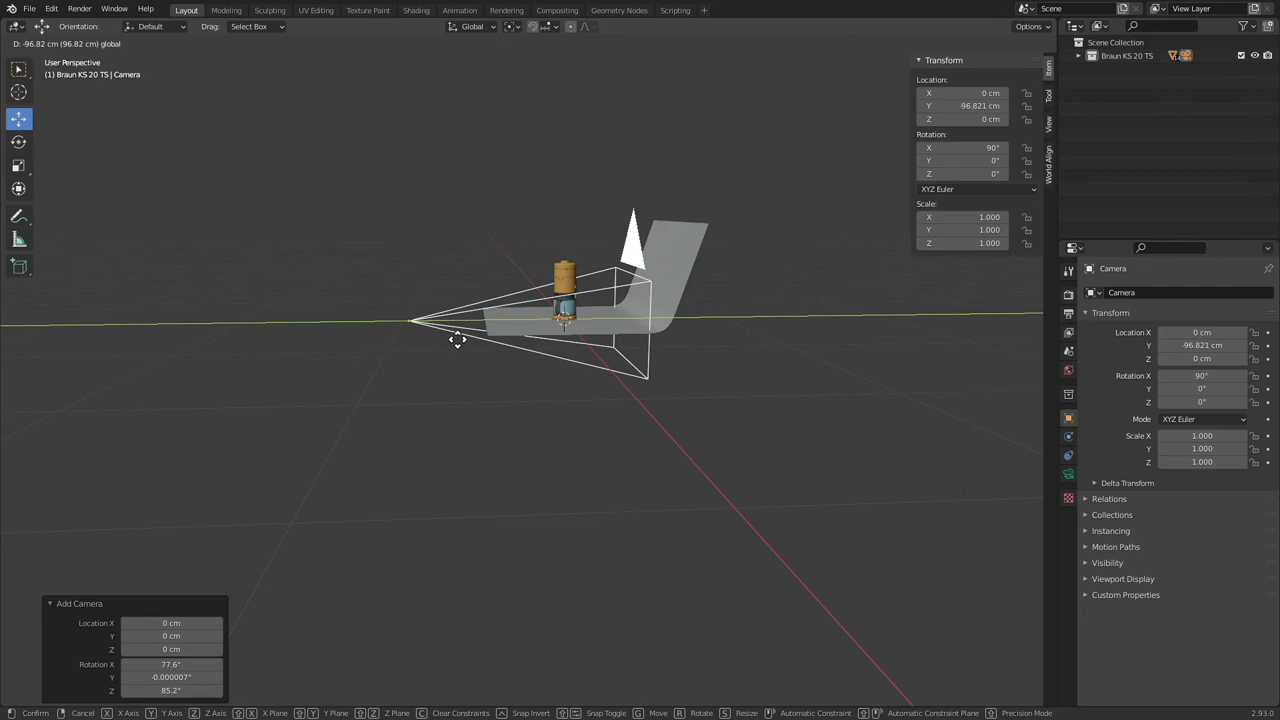 File Edit Render Window Help Layout Modeling Sculpting UV Editing Texture Paint Shading Animation Rendering Compositing Geometry Nodes Scripting + Scene View Layer
Orientation: Default Drag: Select Box Global Options
D: -96.82 cm (96.82 cm) global
User Perspective
(1) Braun KS 20 TS | Camera
Transform
Location:
X 0 cm
Y -96.821 cm
Z 0 cm
Rotation:
X 90°
Y 0°
Z 0°
XYZ Euler
Scale:
X 1.000
Y 1.000
Z 1.000
Item
Tool
View
World Align
Scene Collection
Braun KS 20 TS
Camera
Camera
Transform
Location X 0 cm
Y -96.821 cm
Z 0 cm
Rotation X 90°
Y 0°
Z 0°
Mode XYZ Euler
Scale X 1.000
Y 1.000
Z 1.000
Delta Transform
Relations
Collections
Instancing
Motion Paths
Visibility
Viewport Display
Custom Properties
Add Camera
Location X 0 cm
Y 0 cm
Z 0 cm
Rotation X 77.6°
Y -0.000007°
Z 85.2°
Confirm Cancel X X Axis Y Y Axis Z Z Axis X X Plane Y Y Plane Z Z Plane C Clear Constraints Snap Invert Snap Toggle G Move R Rotate S Resize Automatic Constraint Automatic Constraint Plane Precision Mode 2.93.0